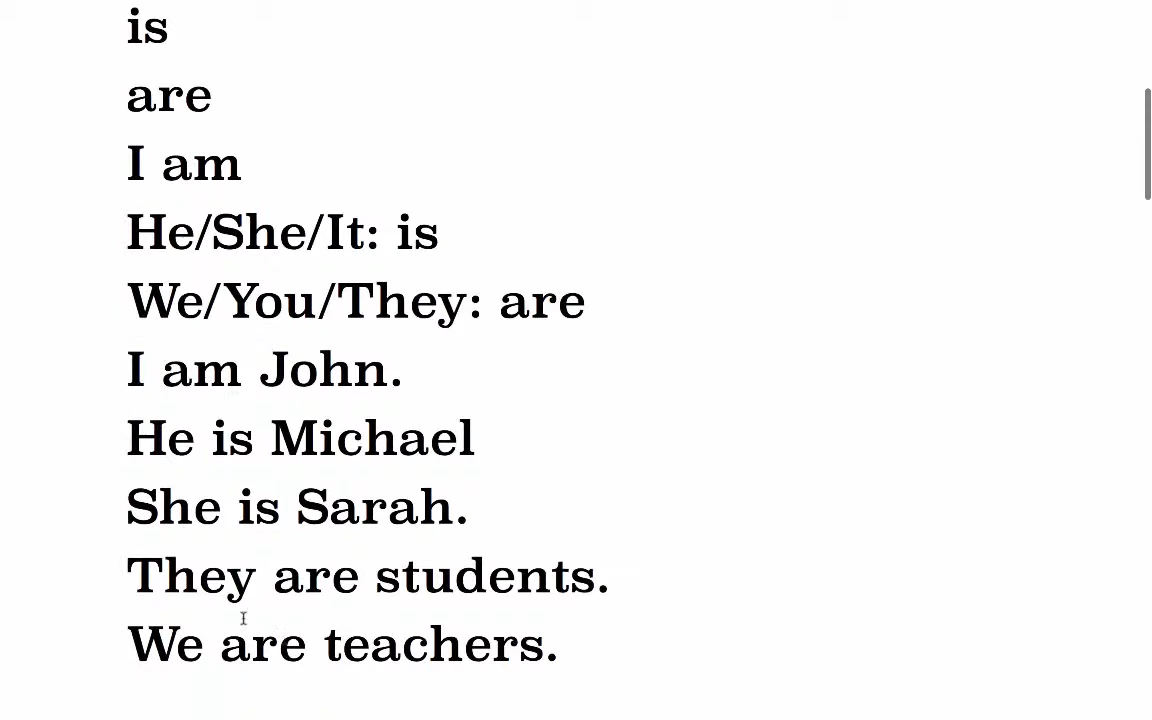 is
are
I am
He/She/It: is
We/You/They: are
I am John.
He is Michael
She is Sarah.
They are students.
We are teachers.